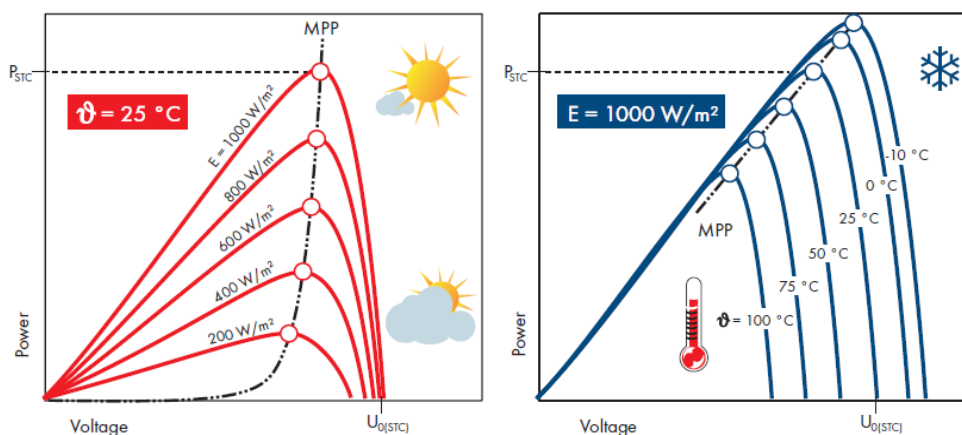 MPP
P_STC
ϑ = 25 °C
E = 1000 W/m²
800 W/m²
600 W/m²
400 W/m²
200 W/m²
Power
Voltage
U_0(STC)
P_STC
E = 1000 W/m²
-10 °C
0 °C
25 °C
50 °C
75 °C
ϑ = 100 °C
MPP
Power
Voltage
U_0(STC)